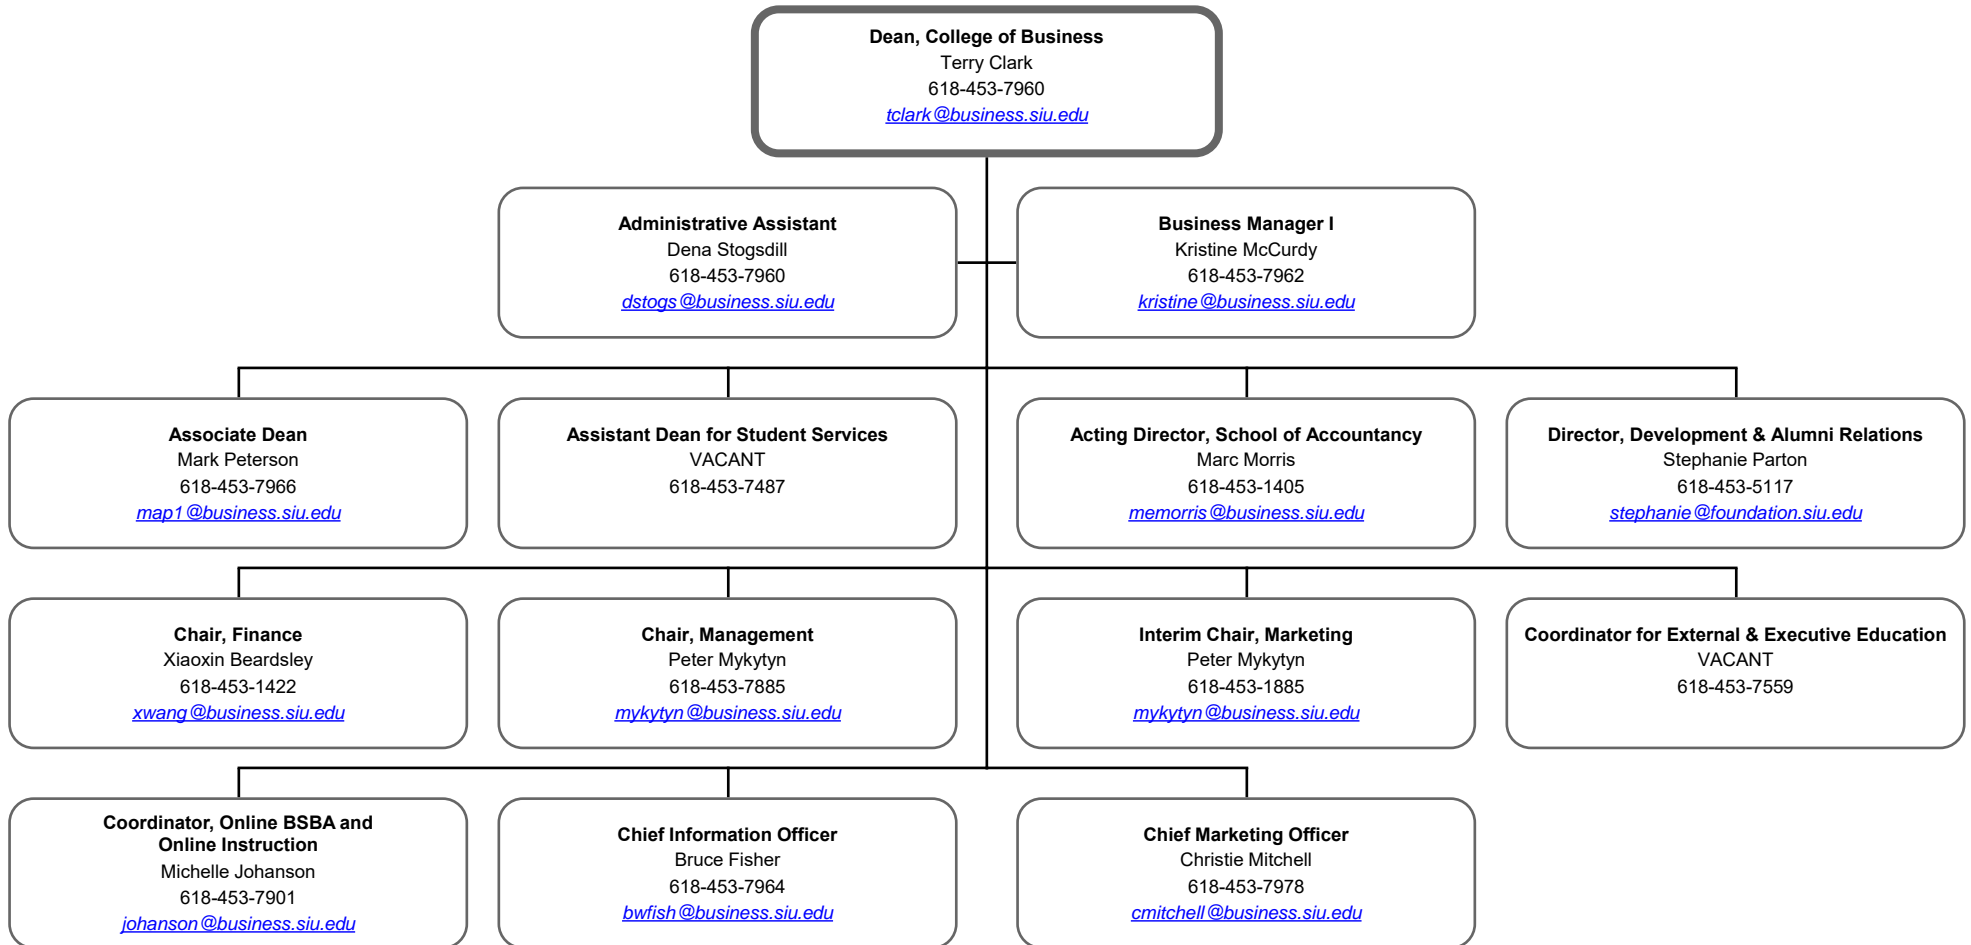 Dean, College of Business
Terry Clark
618-453-7960
tclark@business.siu.edu
Administrative Assistant
Dena Stogsdill
618-453-7960
dstogs@business.siu.edu
Business Manager I
Kristine McCurdy
618-453-7962
kristine@business.siu.edu
Associate Dean
Mark Peterson
618-453-7966
map1@business.siu.edu
Assistant Dean for Student Services
VACANT
618-453-7487
Acting Director, School of Accountancy
Marc Morris
618-453-1405
memorris@business.siu.edu
Director, Development & Alumni Relations
Stephanie Parton
618-453-5117
stephanie@foundation.siu.edu
Chair, Finance
Xiaoxin Beardsley
618-453-1422
xwang@business.siu.edu
Chair, Management
Peter Mykytyn
618-453-7885
mykytyn@business.siu.edu
Interim Chair, Marketing
Peter Mykytyn
618-453-1885
mykytyn@business.siu.edu
Coordinator for External & Executive Education
VACANT
618-453-7559
Coordinator, Online BSBA and
Online Instruction
Michelle Johanson
618-453-7901
johanson@business.siu.edu
Chief Information Officer
Bruce Fisher
618-453-7964
bwfish@business.siu.edu
Chief Marketing Officer
Christie Mitchell
618-453-7978
cmitchell@business.siu.edu